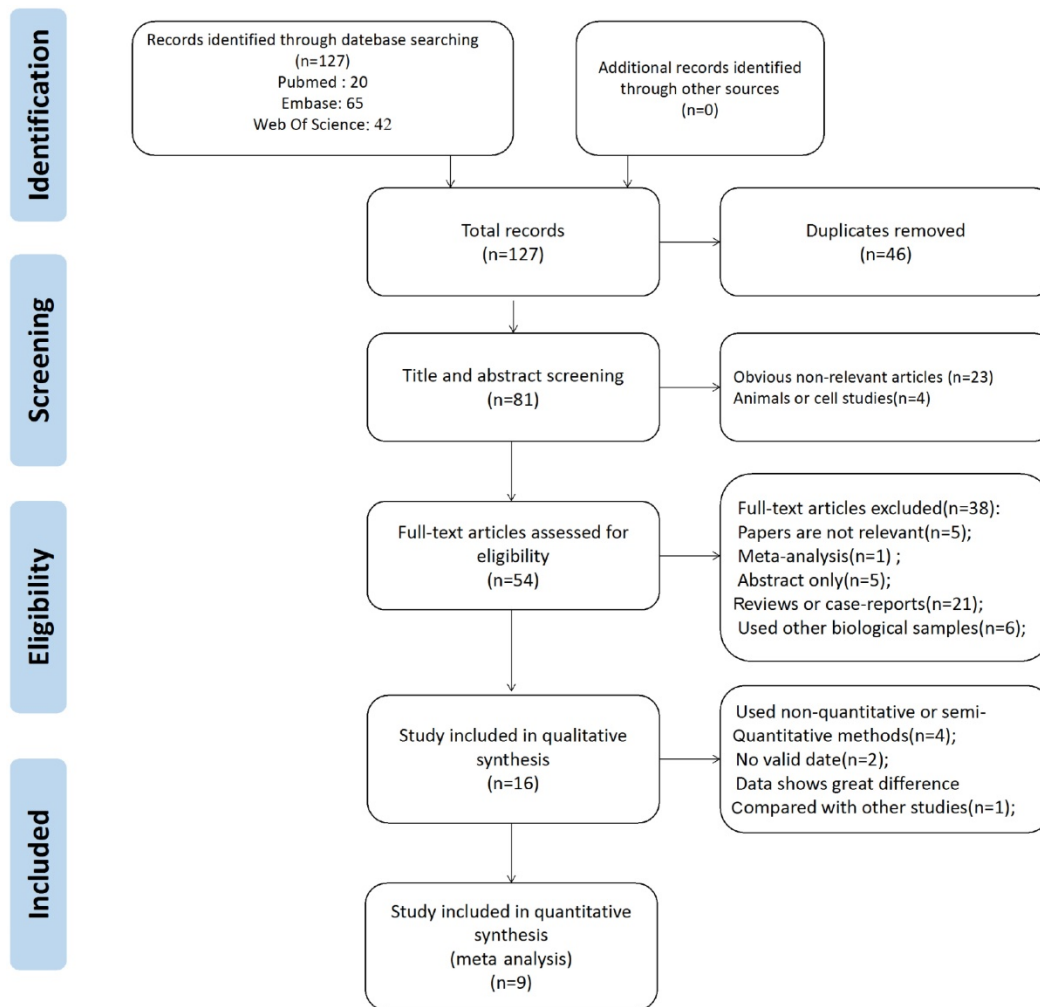 Identification
Records identified through datebase searching
(n=127)
Pubmed : 20
Embase: 65
Web Of Science: 42
Additional records identified
through other sources
(n=0)
Total records
(n=127)
Duplicates removed
(n=46)
Screening
Title and abstract screening
(n=81)
Obvious non-relevant articles (n=23)
Animals or cell studies(n=4)
Eligibility
Full-text articles assessed for
eligibility
(n=54)
Full-text articles excluded(n=38):
Papers are not relevant(n=5);
Meta-analysis(n=1) ;
Abstract only(n=5);
Reviews or case-reports(n=21);
Used other biological samples(n=6);
Study included in qualitative
synthesis
(n=16)
Used non-quantitative or semi-
Quantitative methods(n=4);
No valid date(n=2);
Data shows great difference
Compared with other studies(n=1);
Included
Study included in quantitative
synthesis
(meta analysis)
(n=9)